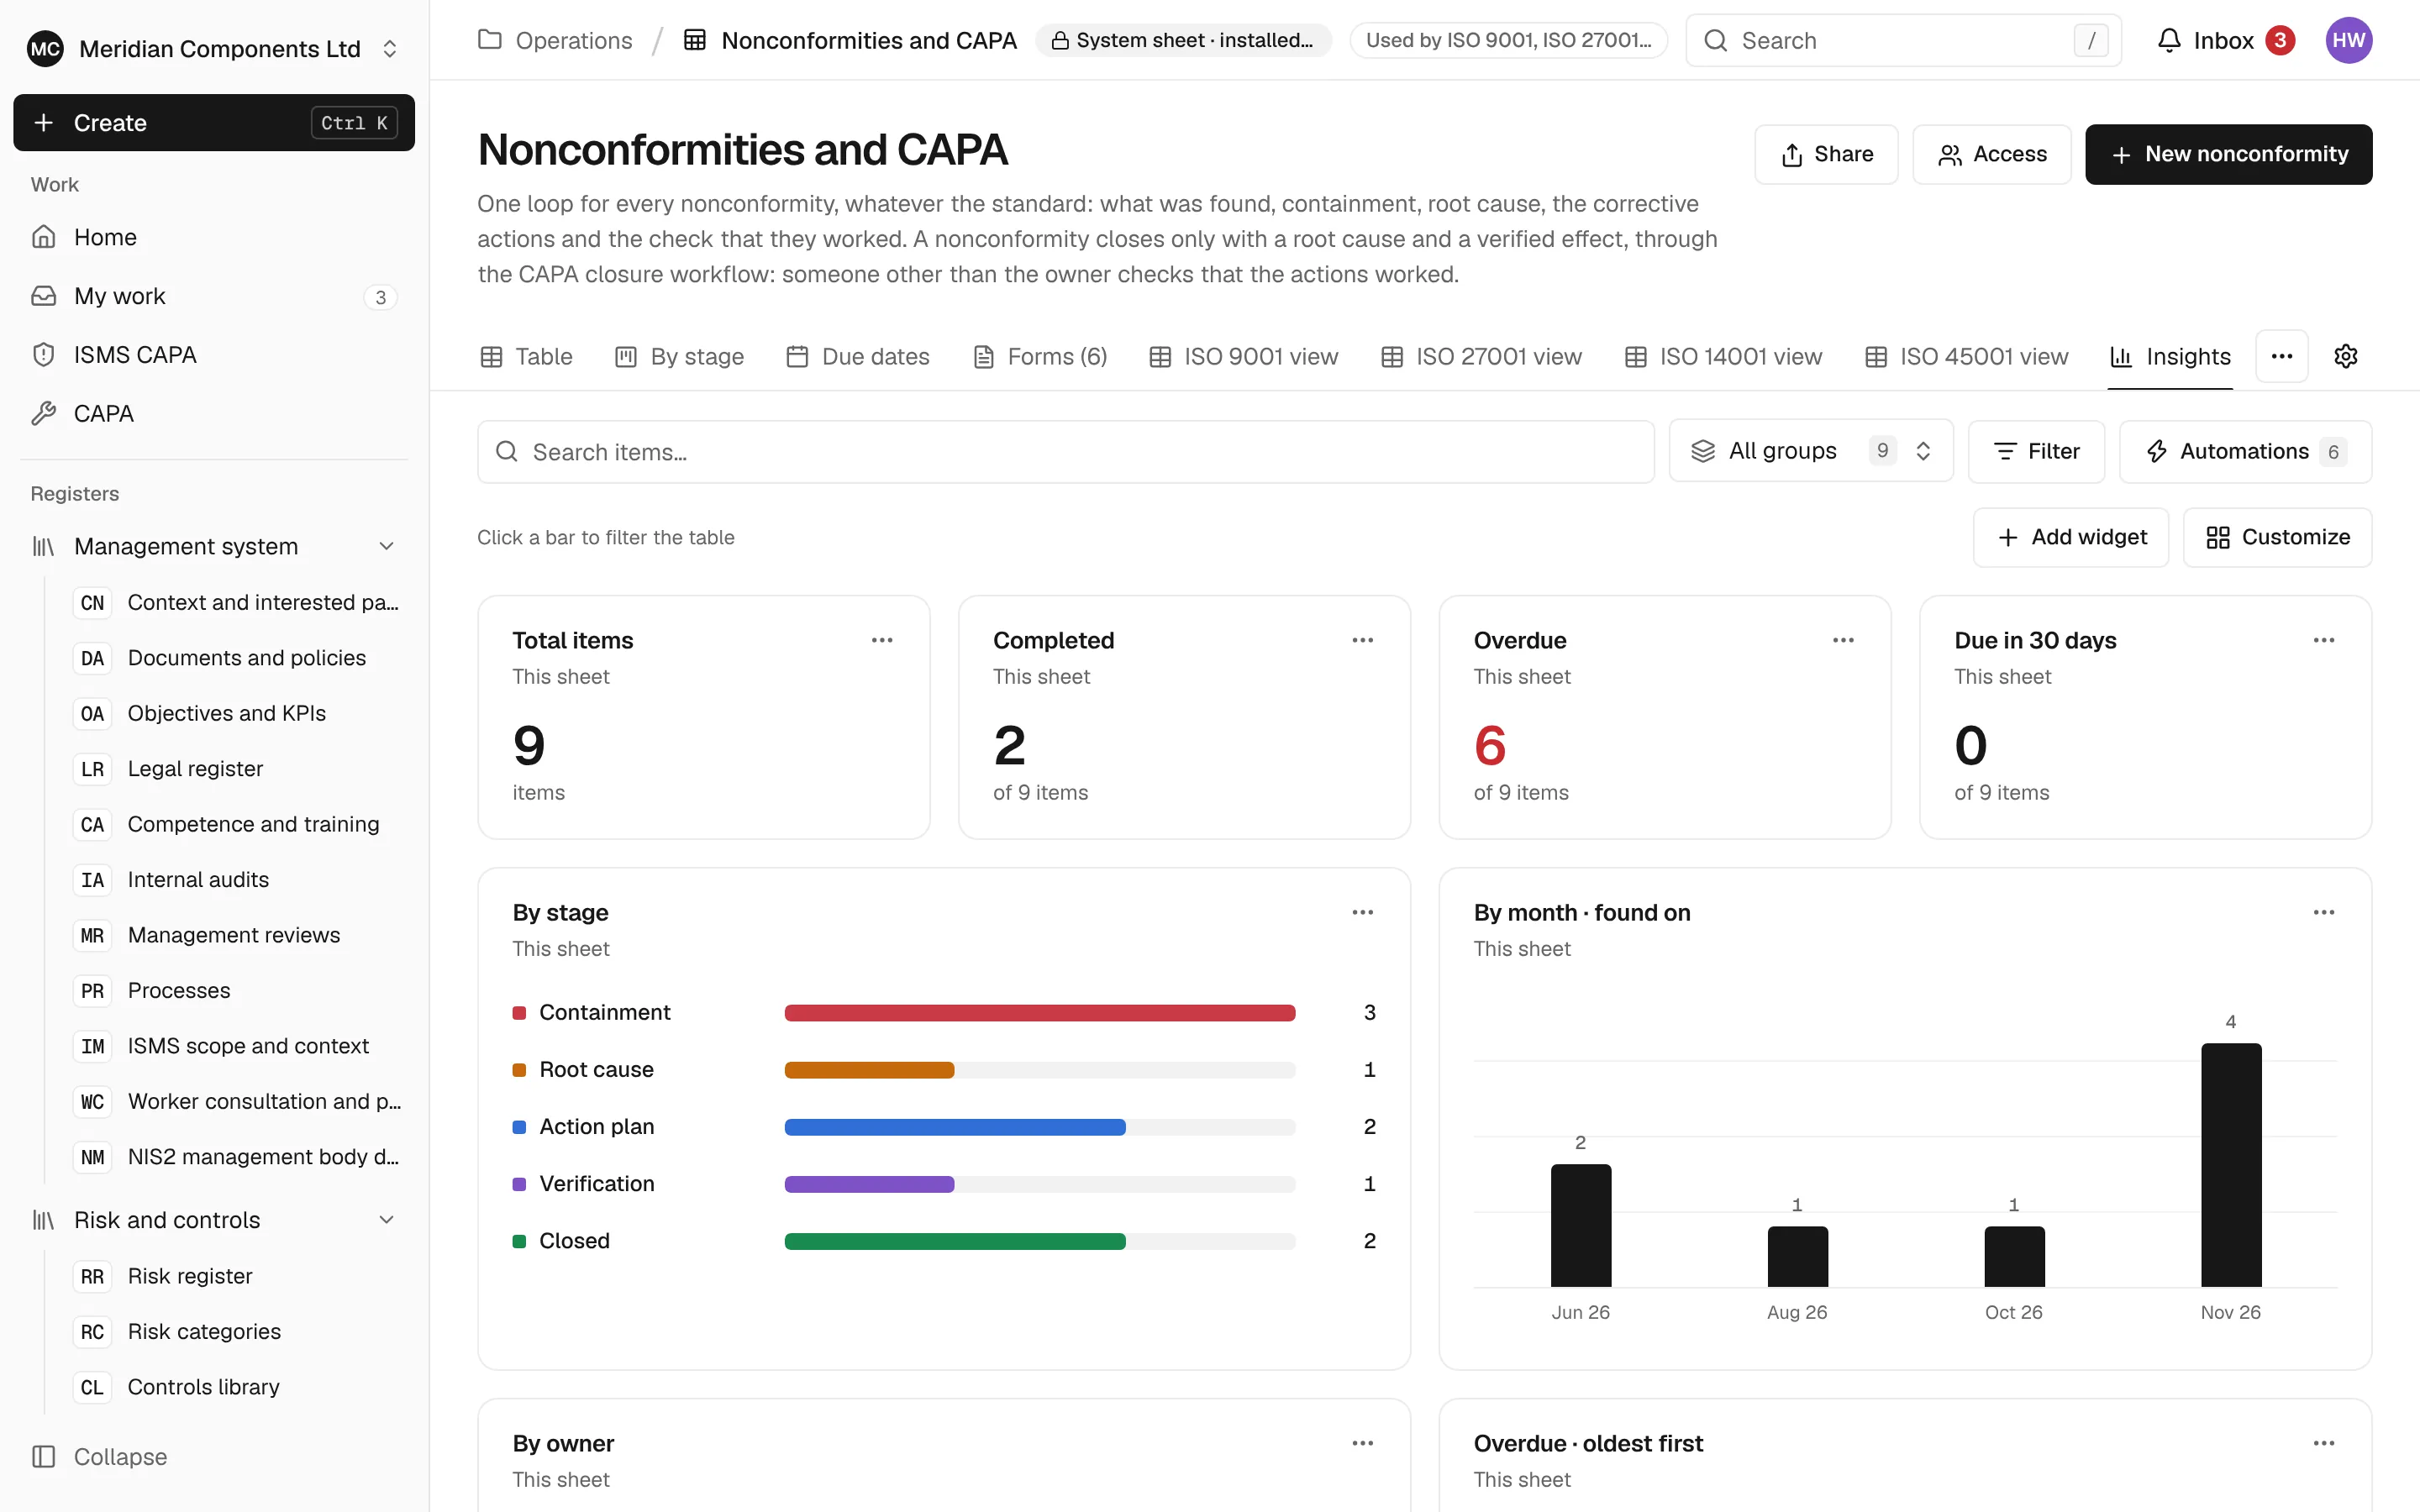 MC Meridian Components Ltd
Create Ctrl K
Work
Home
My work 3
ISMS CAPA
CAPA
Registers
Management system
CN Context and interested pa...
DA Documents and policies
OA Objectives and KPIs
LR Legal register
CA Competence and training
IA Internal audits
MR Management reviews
PR Processes
IM ISMS scope and context
WC Worker consultation and p...
NM NIS2 management body d...
Risk and controls
RR Risk register
RC Risk categories
CL Controls library
Collapse
Operations / Nonconformities and CAPA System sheet · installed... Used by ISO 9001, ISO 27001... Search / Inbox 3 HW
Nonconformities and CAPA
Share Access New nonconformity
One loop for every nonconformity, whatever the standard: what was found, containment, root cause, the corrective
actions and the check that they worked. A nonconformity closes only with a root cause and a verified effect, through
the CAPA closure workflow: someone other than the owner checks that the actions worked.
Table By stage Due dates Forms (6) ISO 9001 view ISO 27001 view ISO 14001 view ISO 45001 view Insights
Search items... All groups 9 Filter Automations 6
Click a bar to filter the table Add widget Customize
Total items
This sheet
9
items
Completed
This sheet
2
of 9 items
Overdue
This sheet
6
of 9 items
Due in 30 days
This sheet
0
of 9 items
By stage
This sheet
Containment 3
Root cause 1
Action plan 2
Verification 1
Closed 2
By month · found on
This sheet
2 1 1 4
Jun 26 Aug 26 Oct 26 Nov 26
By owner
This sheet
Overdue · oldest first
This sheet